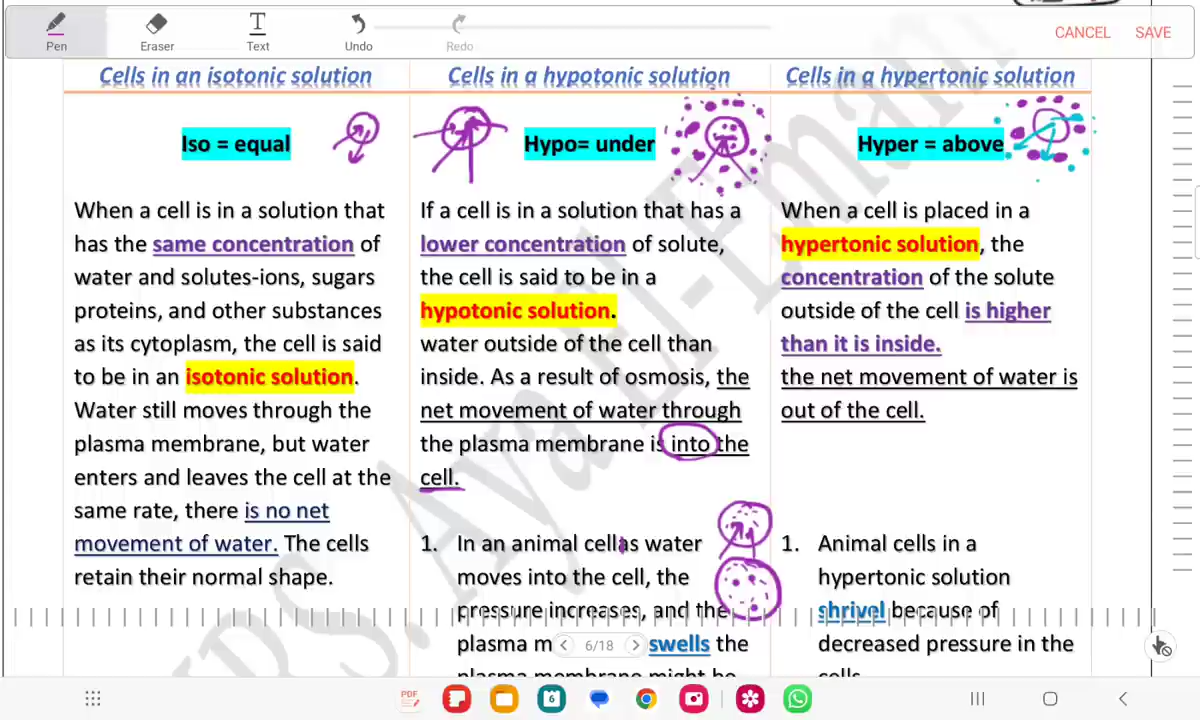 Pen
Eraser
Text
Undo
Redo
CANCEL
SAVE
Cells in an isotonic solution
Iso = equal
When a cell is in a solution that
has the same concentration of
water and solutes-ions, sugars
proteins, and other substances
as its cytoplasm, the cell is said
to be in an isotonic solution.
Water still moves through the
plasma membrane, but water
enters and leaves the cell at the
same rate, there is no net
movement of water. The cells
retain their normal shape.
Cells in a hypotonic solution
Hypo= under
If a cell is in a solution that has a
lower concentration of solute,
the cell is said to be in a
hypotonic solution.
water outside of the cell than
inside. As a result of osmosis, the
net movement of water through
the plasma membrane is into the
cell.
1. In an animal cell as water
moves into the cell, the
pressure increases, and the
plasma m swells the
plasma membrane might be
Cells in a hypertonic solution
Hyper = above
When a cell is placed in a
hypertonic solution, the
concentration of the solute
outside of the cell is higher
than it is inside.
the net movement of water is
out of the cell.
1. Animal cells in a
hypertonic solution
shrivel because of
decreased pressure in the
cells
6/18
PDF
6
Aya El-Emam